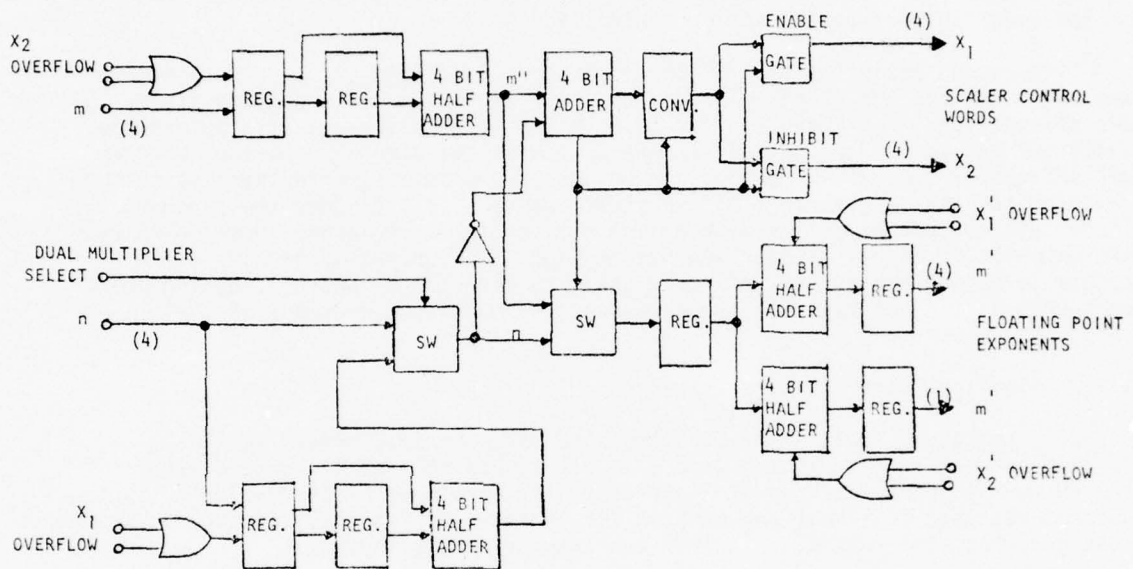 X2
OVERFLOW
m
(4)
REG.
REG.
4 BIT
HALF
ADDER
m"
4 BIT
ADDER
CONV.
ENABLE
GATE
(4)
X1
SCALER CONTROL
WORDS
INHIBIT
GATE
(4)
X2
X1' OVERFLOW
DUAL MULTIPLIER
SELECT
n
(4)
SW
n
SW
REG.
4 BIT
HALF
ADDER
REG.
(4)
m'
FLOATING POINT
EXPONENTS
4 BIT
HALF
ADDER
REG.
m'
X2' OVERFLOW
X1
OVERFLOW
REG.
REG.
4 BIT
HALF
ADDER